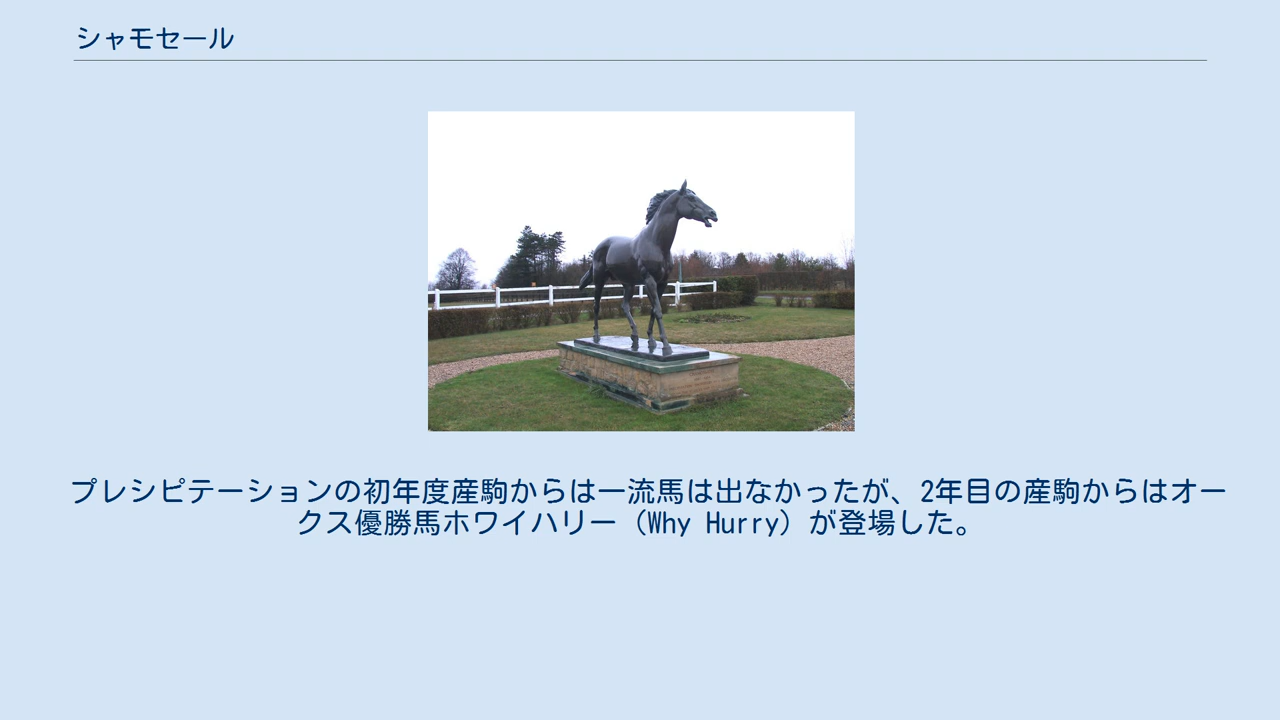 シャモセール
プレシピテーションの初年度産駒からは一流馬は出なかったが、2年目の産駒からはオー
クス優勝馬ホワイハリー（Why Hurry）が登場した。